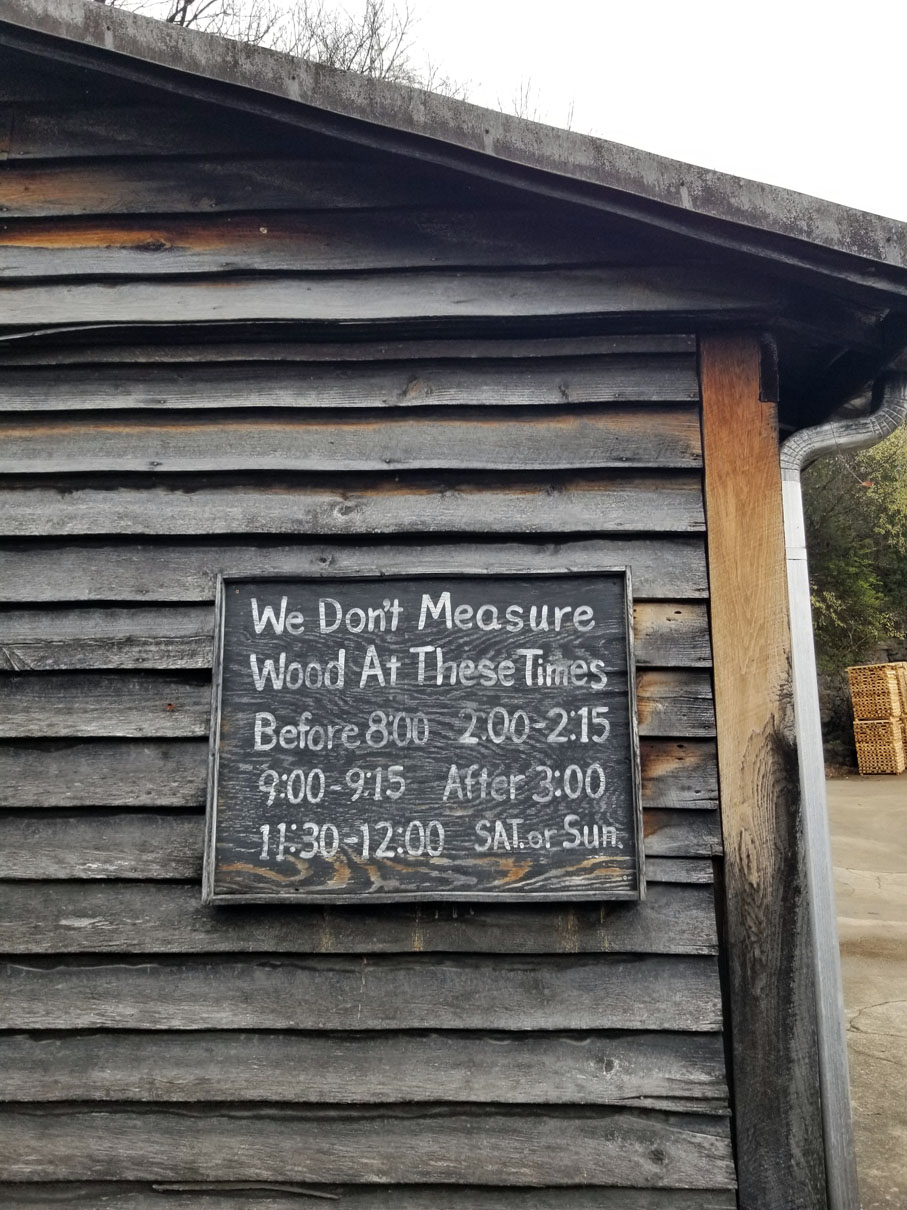 We Don't Measure
Wood At These Times
Before 8:00 2:00-2:15
9:00-9:15 After 3:00
11:30-12:00 SAT. or Sun.